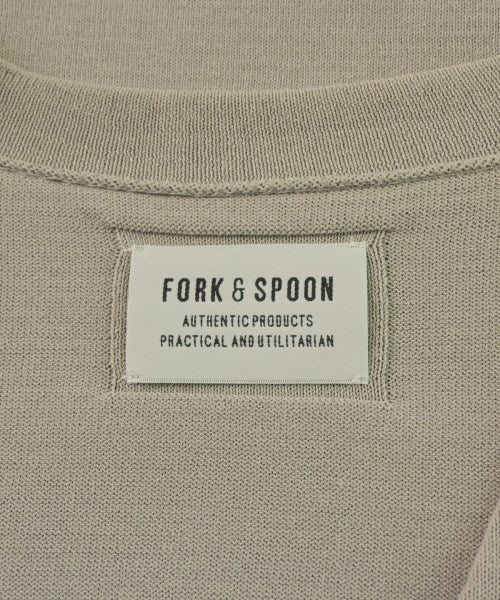 FORK & SPOON
AUTHENTIC PRODUCTS
PRACTICAL AND UTILITARIAN